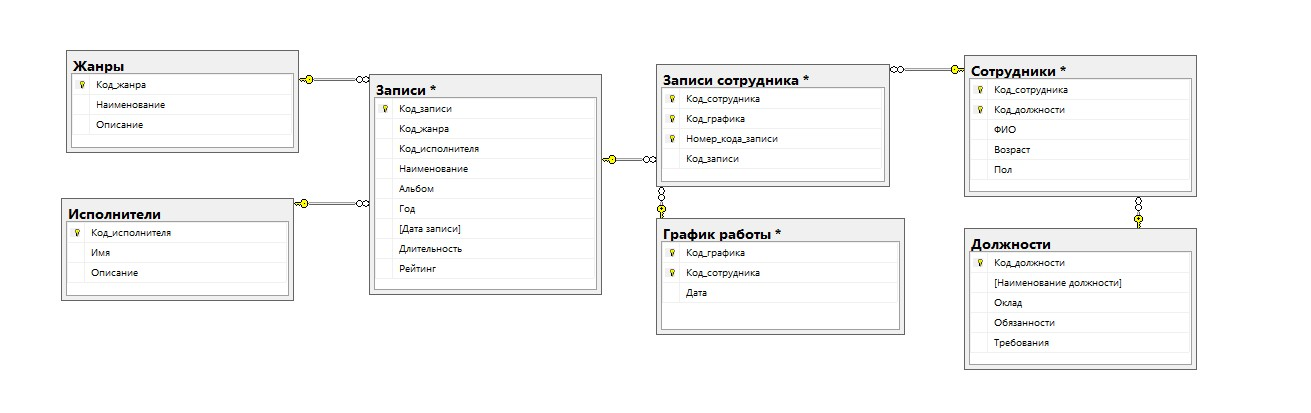 Жанры
Код_жанра
Наименование
Описание
Исполнители
Код_исполнителя
Имя
Описание
Записи *
Код_записи
Код_жанра
Код_исполнителя
Наименование
Альбом
Год
[Дата записи]
Длительность
Рейтинг
Записи сотрудника *
Код_сотрудника
Код_графика
Номер_кода_записи
Код_записи
График работы *
Код_графика
Код_сотрудника
Дата
Сотрудники *
Код_сотрудника
Код_должности
ФИО
Возраст
Пол
Должности
Код_должности
[Наименование должности]
Оклад
Обязанности
Требования